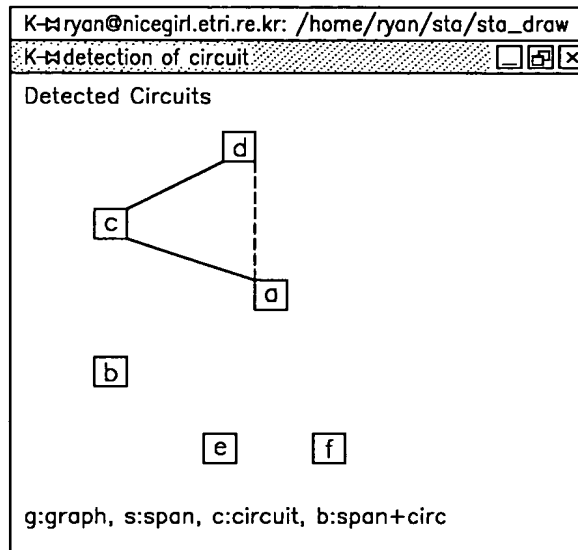 K-⋈ryan@nicegirl.etri.re.kr: /home/ryan/sta/sta_draw
K-⋈detection of circuit
Detected Circuits
d
c
a
b
e f
g:graph, s:span, c:circuit, b:span+circ